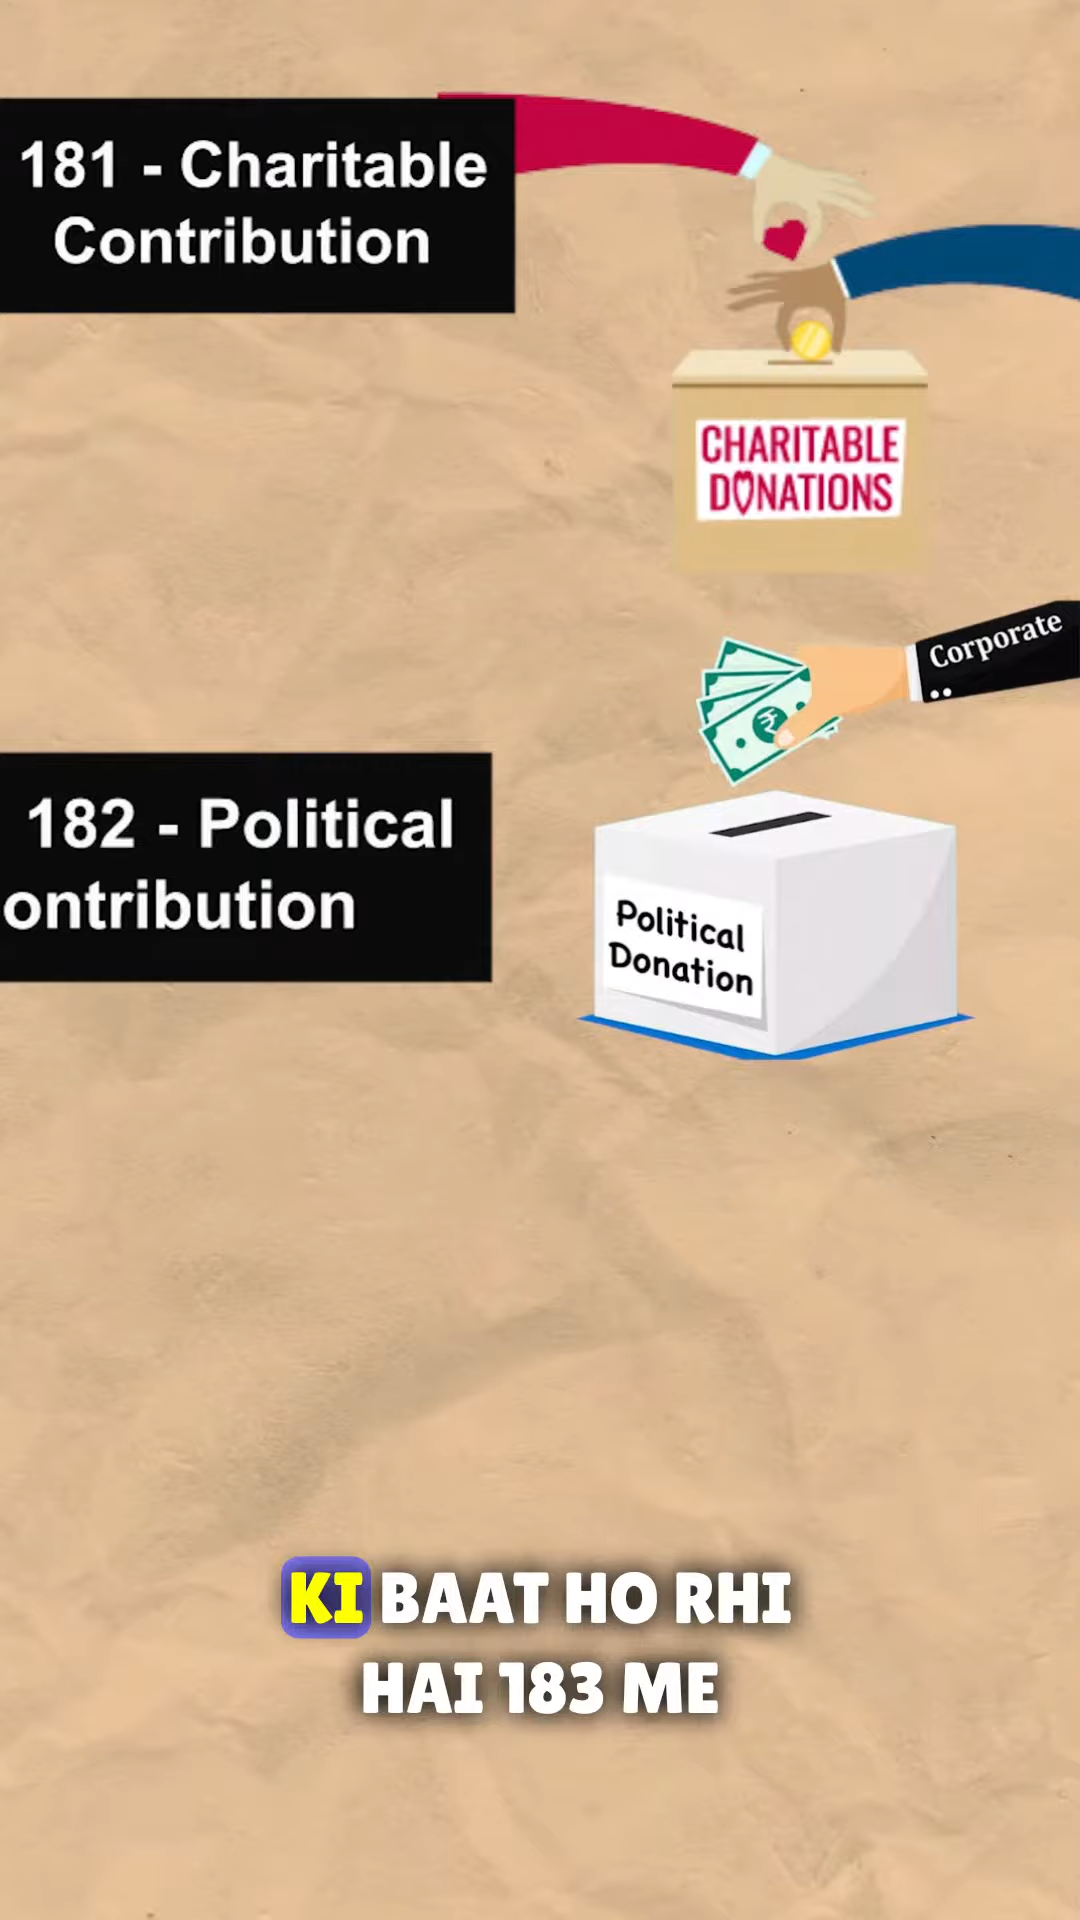 181 - Charitable
Contribution
CHARITABLE
DONATIONS
Corporate
182 - Political
ontribution
Political
Donation
KI BAAT HO RHI
HAI 183 ME